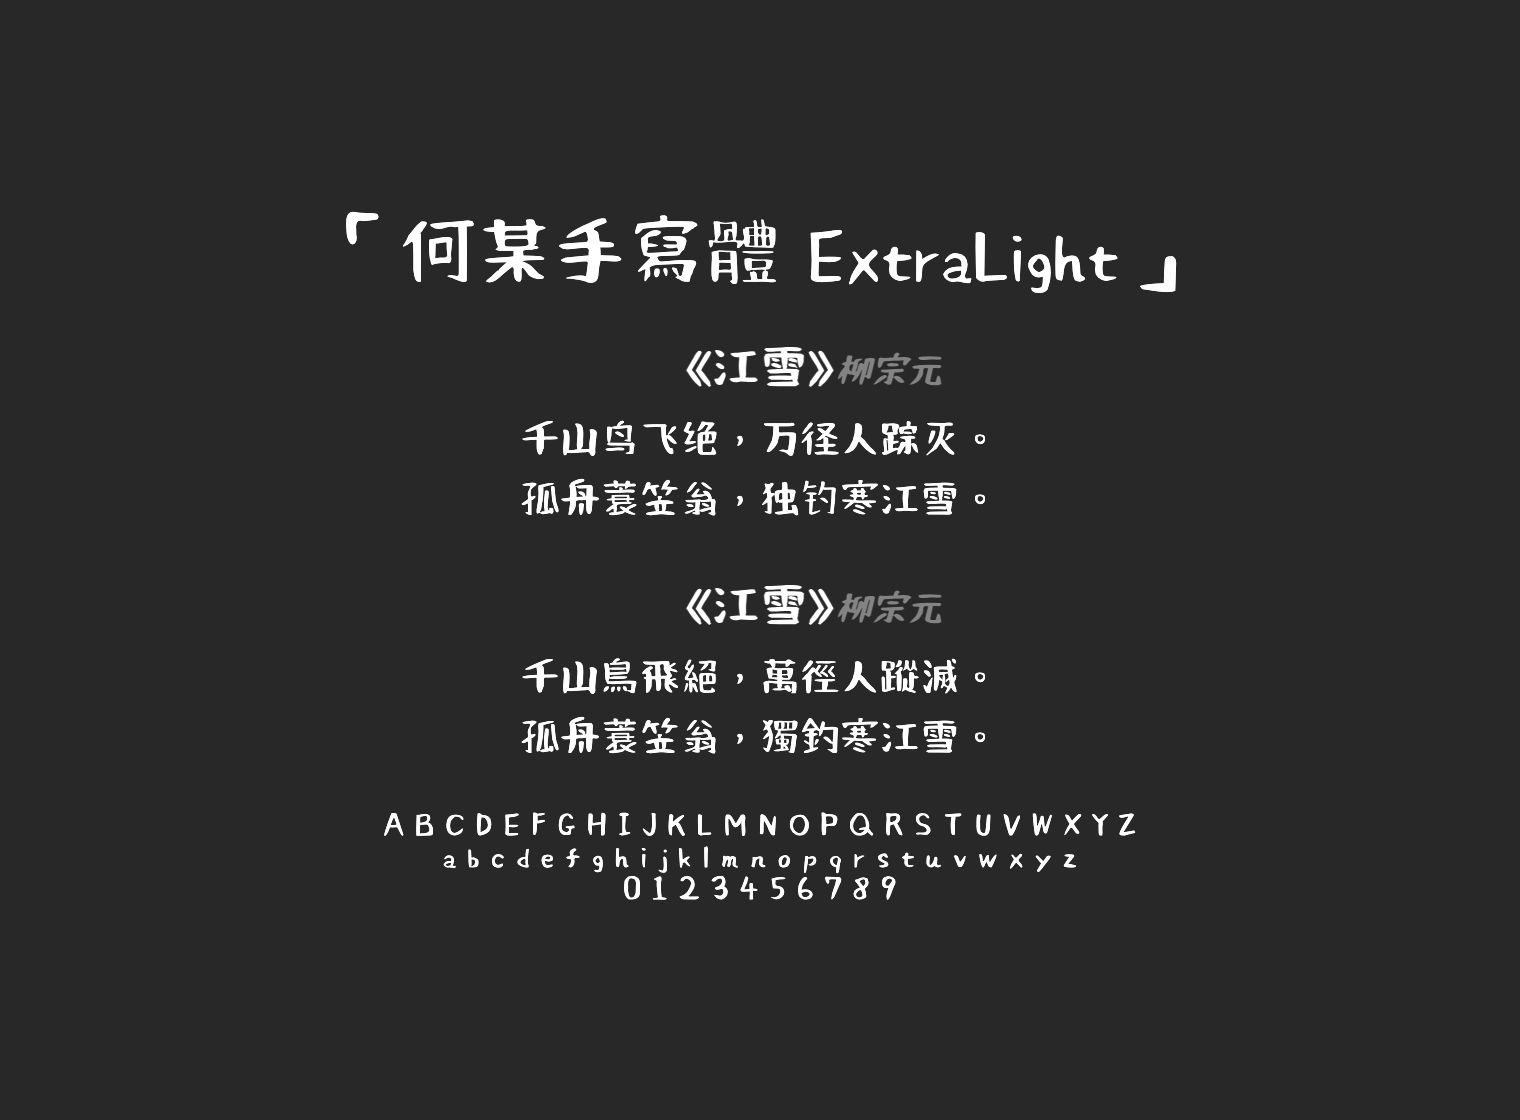 「何某手寫體 ExtraLight」
《江雪》柳宗元
千山鸟飞绝，万径人踪灭。
孤舟蓑笠翁，独钓寒江雪。
《江雪》柳宗元
千山鳥飛絕，萬徑人蹤滅。
孤舟蓑笠翁，獨釣寒江雪。
A B C D E F G H I J K L M N O P Q R S T U V W X Y Z
a b c d e f g h i j k l m n o p q r s t u v w x y z
0 1 2 3 4 5 6 7 8 9